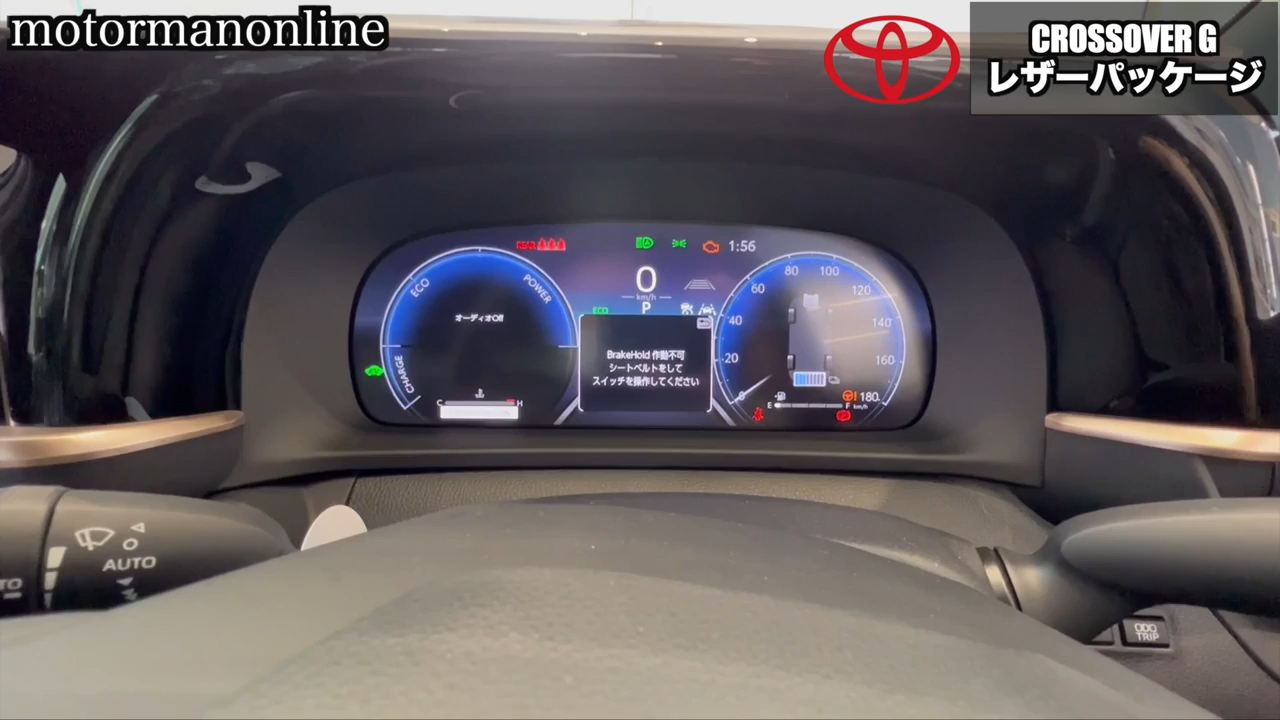 motormanonline
CROSSOVER G
レザーパッケージ
REAR
1:56
ECO
POWER
CHARGE
オーディオOff
C
H
0
km/h
P
ECO
BrakeHold 作動不可
シートベルトをして
スイッチを操作してください
0
20
40
60
80
100
120
140
160
180
km/h
E
F
AUTO
TO
ODO
TRIP